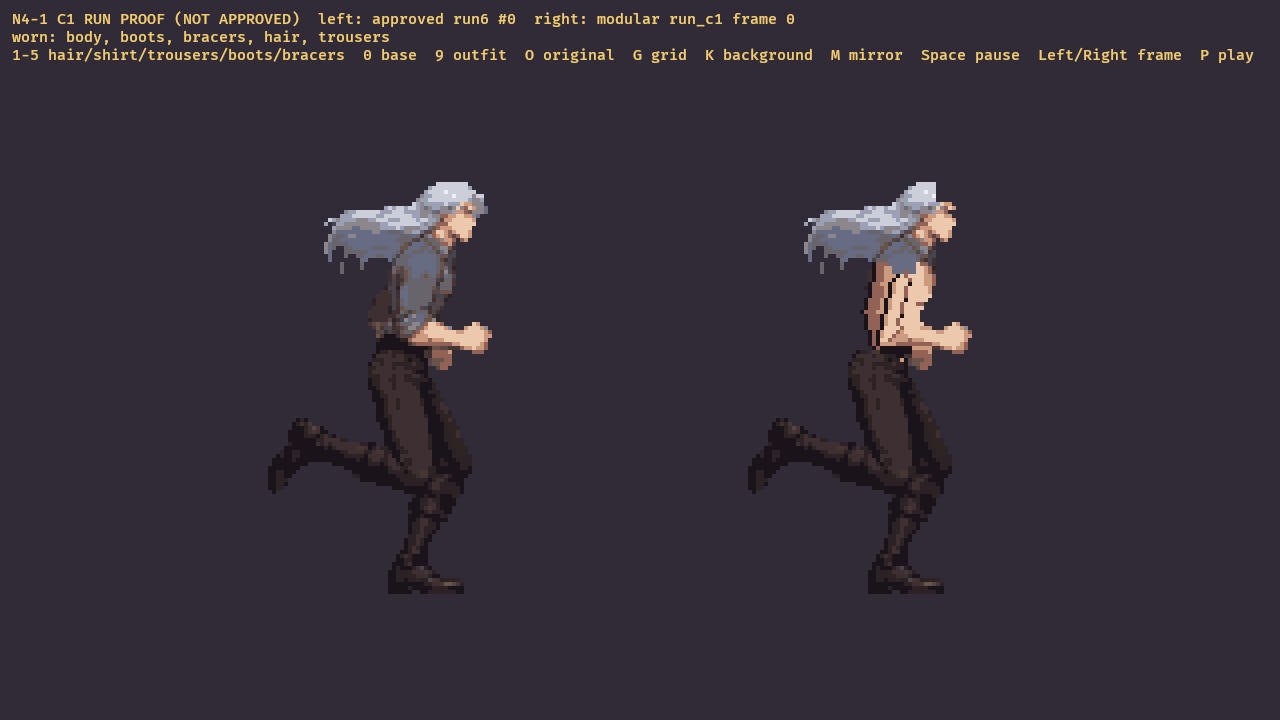 N4-1 C1 RUN PROOF (NOT APPROVED)  left: approved run6 #0  right: modular run_c1 frame 0
worn: body, boots, bracers, hair, trousers
1-5 hair/shirt/trousers/boots/bracers  0 base  9 outfit  O original  G grid  K background  M mirror  Space pause  Left/Right frame  P play